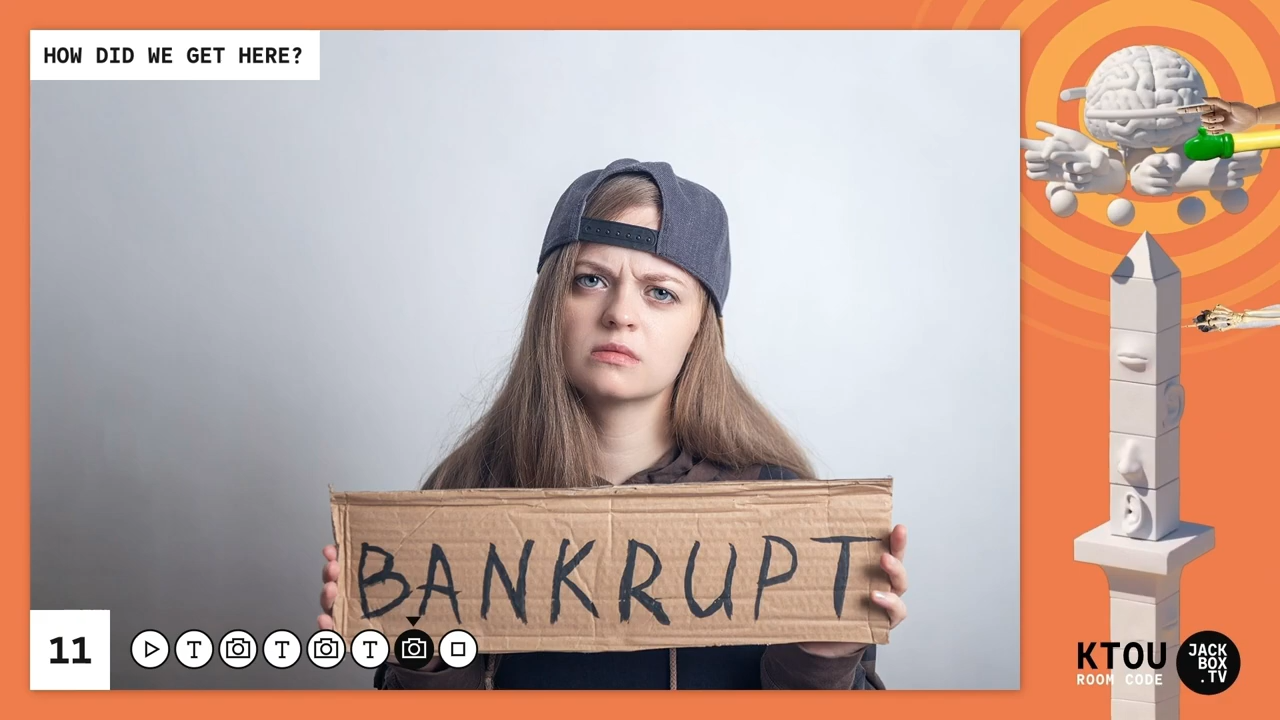 HOW DID WE GET HERE?
BANKRUPT
11
T
T
T
KTOU
ROOM CODE
JACK
BOX
.TV